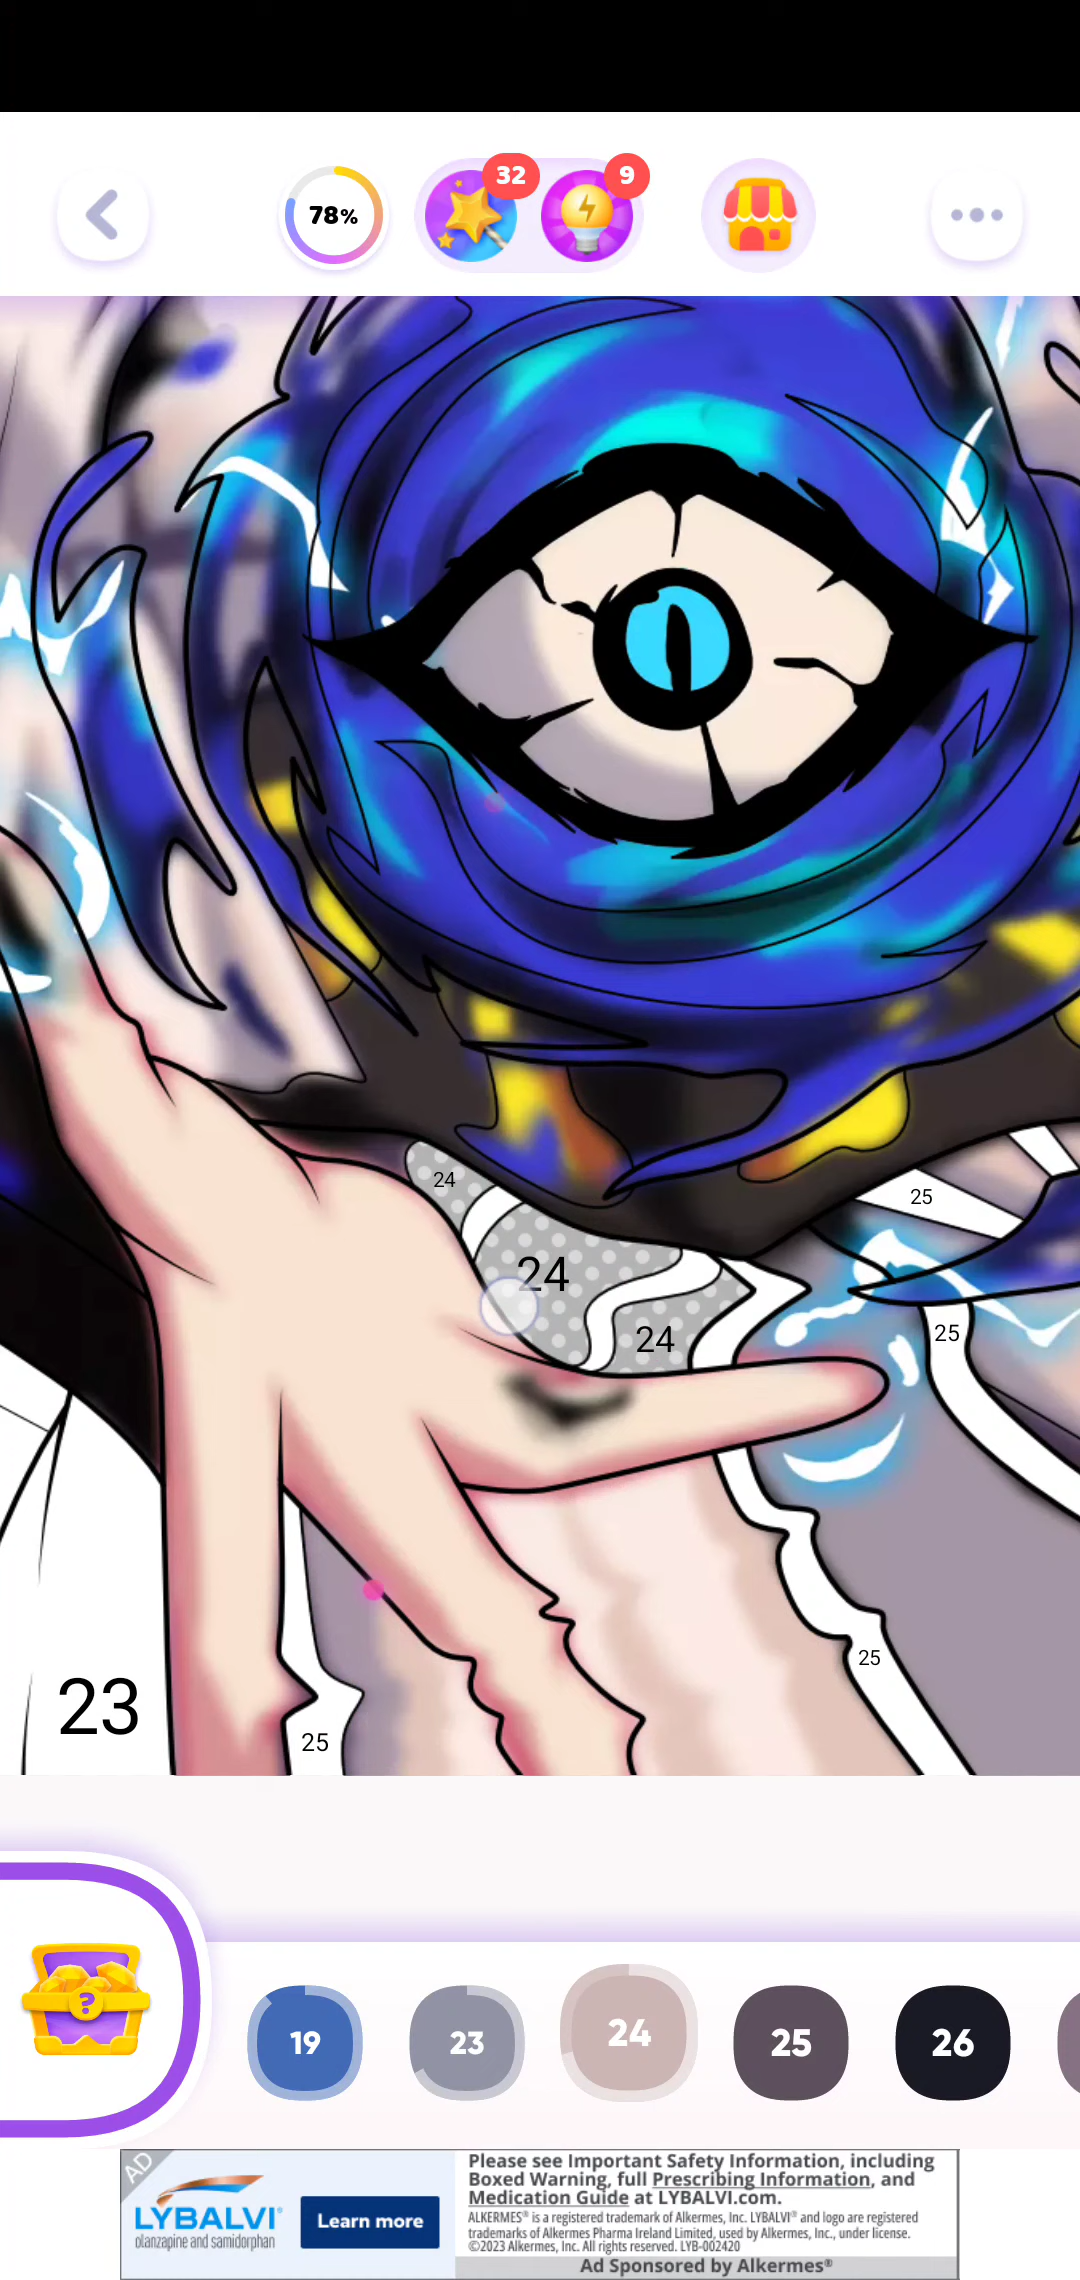 78%
32
9
24
24
24
25
25
25
25
23
19
23
24
25
26
AD
LYBALVI®
olanzapine and samidorphan
Learn more
Please see Important Safety Information, including
Boxed Warning, full Prescribing Information, and
Medication Guide at LYBALVI.com.
ALKERMES® is a registered trademark of Alkermes, Inc. LYBALVI® and logo are registered
trademarks of Alkermes Pharma Ireland Limited, used by Alkermes, Inc., under license.
©2023 Alkermes, Inc. All rights reserved. LYB-002420
Ad Sponsored by Alkermes®